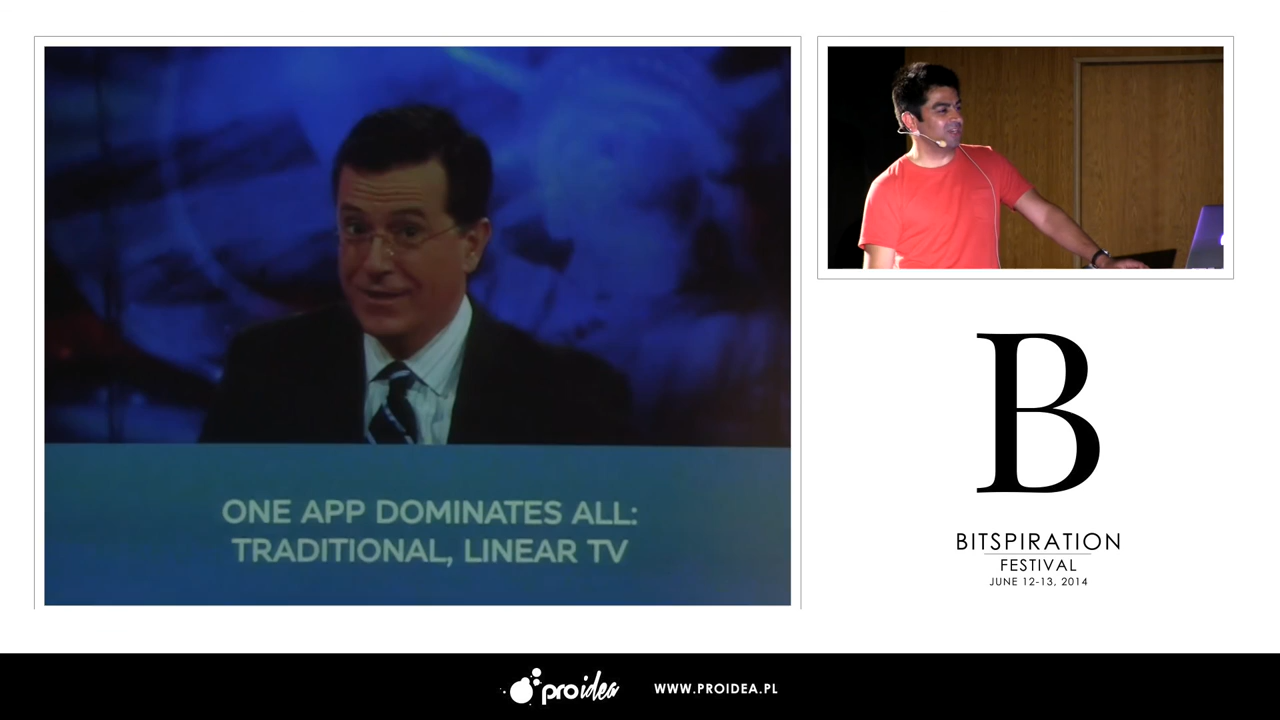 ONE APP DOMINATES ALL:
TRADITIONAL, LINEAR TV
B
BITSPIRATION
FESTIVAL
JUNE 12-13, 2014
proidea
WWW.PROIDEA.PL